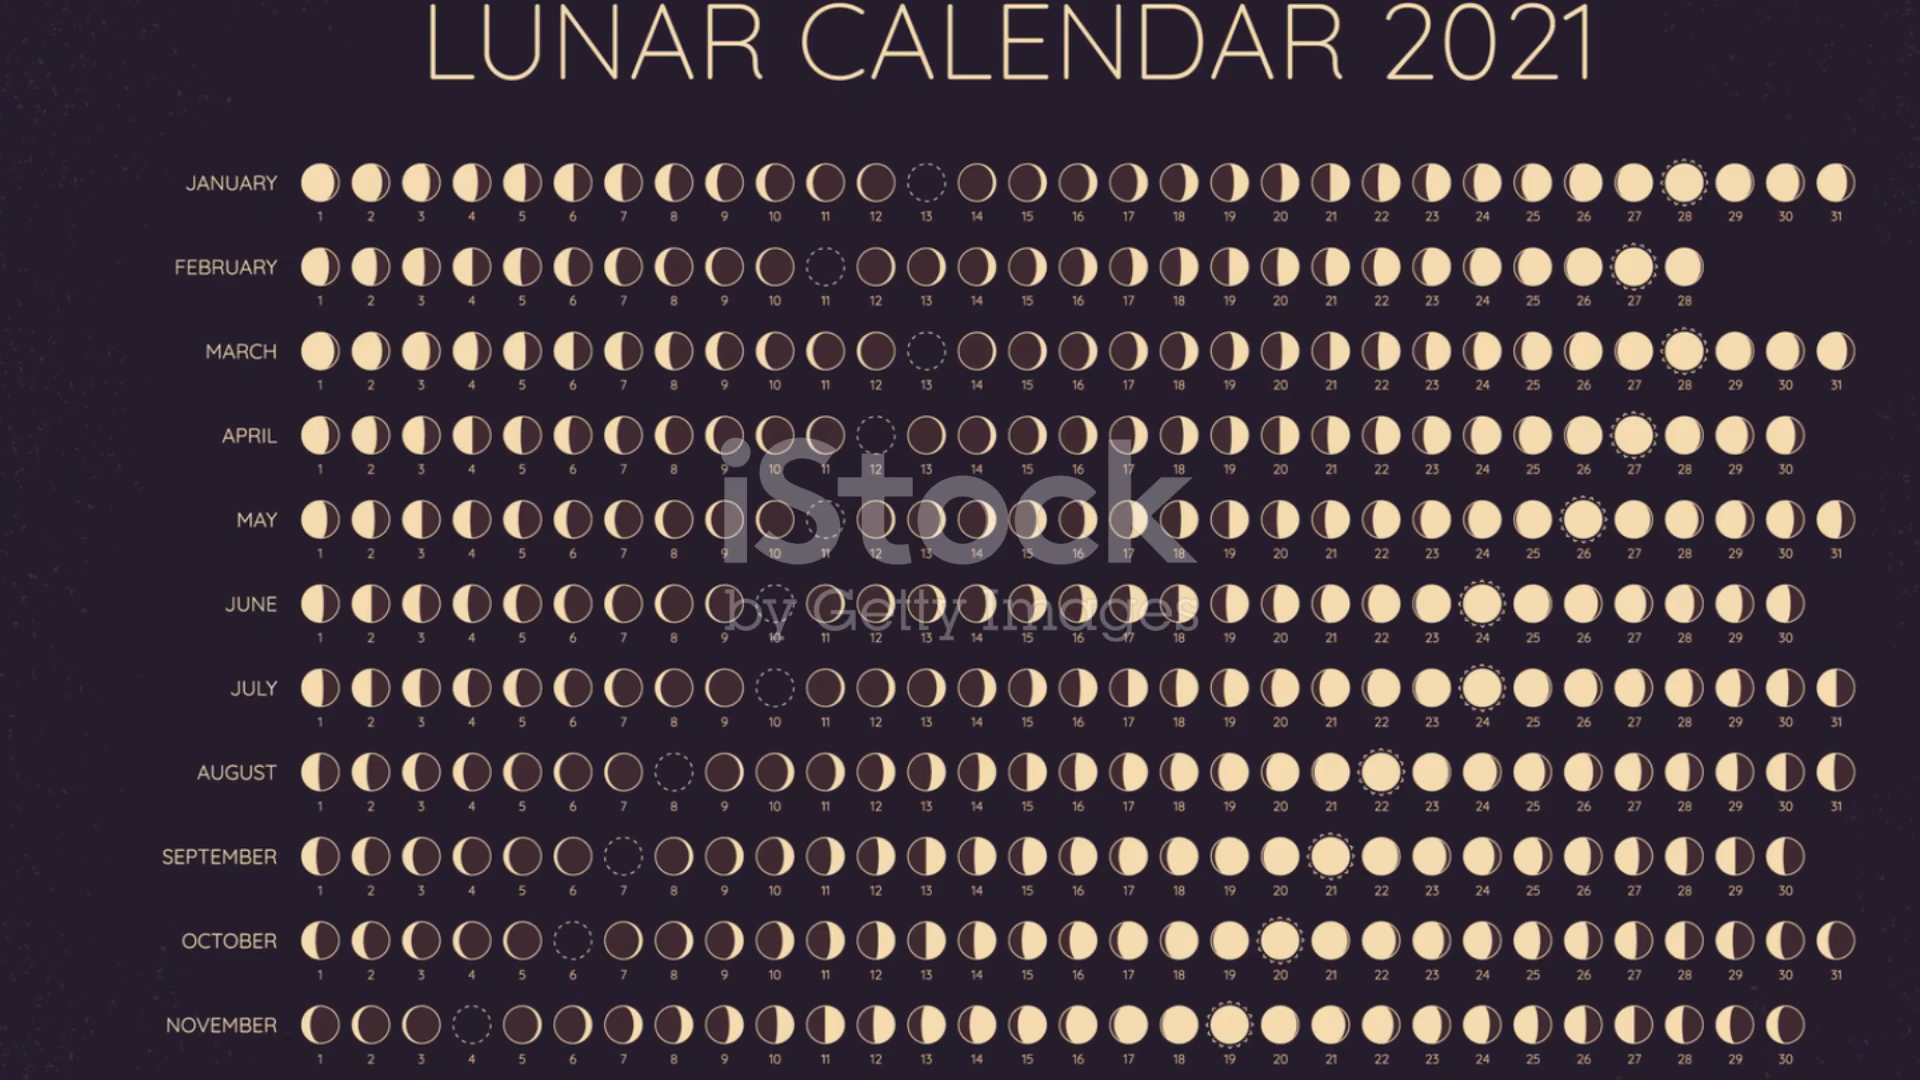 LUNAR CALENDAR 2021
JANUARY
1 2 3 4 5 6 7 8 9 10 11 12 13 14 15 16 17 18 19 20 21 22 23 24 25 26 27 28 29 30 31
FEBRUARY
1 2 3 4 5 6 7 8 9 10 11 12 13 14 15 16 17 18 19 20 21 22 23 24 25 26 27 28
MARCH
1 2 3 4 5 6 7 8 9 10 11 12 13 14 15 16 17 18 19 20 21 22 23 24 25 26 27 28 29 30 31
APRIL
1 2 3 4 5 6 7 8 9 10 11 12 13 14 15 16 17 18 19 20 21 22 23 24 25 26 27 28 29 30
iStock
MAY
1 2 3 4 5 6 7 8 9 10 11 12 13 14 15 16 17 18 19 20 21 22 23 24 25 26 27 28 29 30 31
by Getty Images
JUNE
1 2 3 4 5 6 7 8 9 10 11 12 13 14 15 16 17 18 19 20 21 22 23 24 25 26 27 28 29 30
JULY
1 2 3 4 5 6 7 8 9 10 11 12 13 14 15 16 17 18 19 20 21 22 23 24 25 26 27 28 29 30 31
AUGUST
1 2 3 4 5 6 7 8 9 10 11 12 13 14 15 16 17 18 19 20 21 22 23 24 25 26 27 28 29 30 31
SEPTEMBER
1 2 3 4 5 6 7 8 9 10 11 12 13 14 15 16 17 18 19 20 21 22 23 24 25 26 27 28 29 30
OCTOBER
1 2 3 4 5 6 7 8 9 10 11 12 13 14 15 16 17 18 19 20 21 22 23 24 25 26 27 28 29 30 31
NOVEMBER
1 2 3 4 5 6 7 8 9 10 11 12 13 14 15 16 17 18 19 20 21 22 23 24 25 26 27 28 29 30